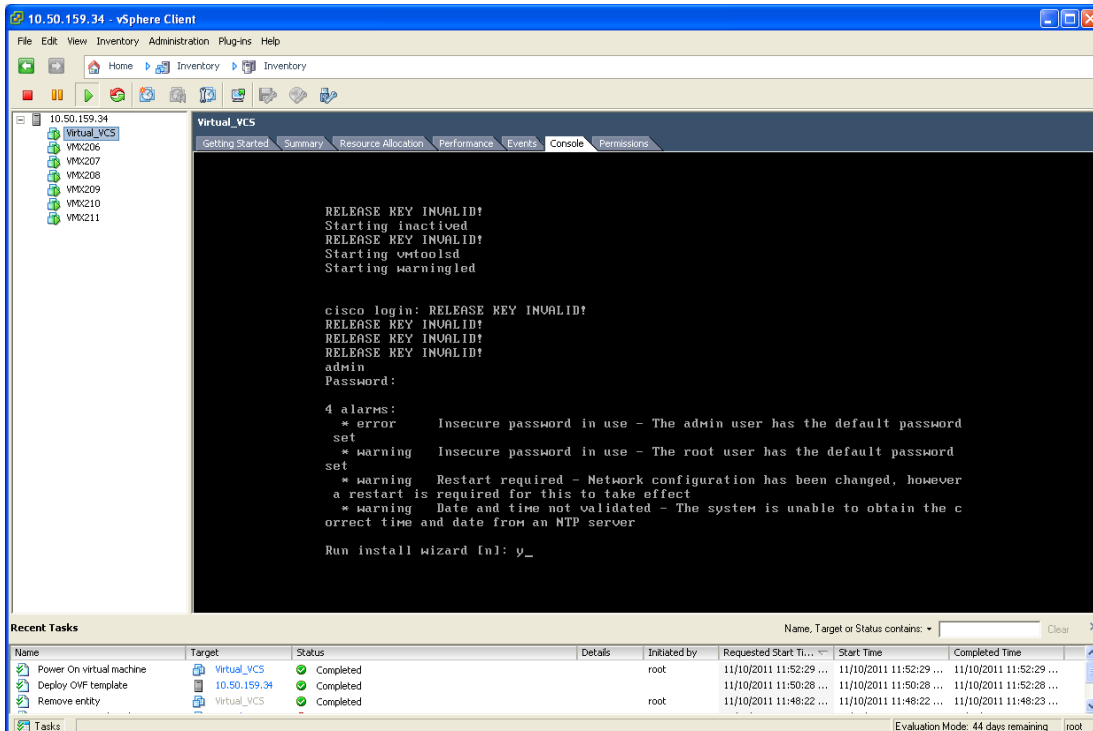 10.50.159.34 - vSphere Client
File Edit View Inventory Administration Plug-ins Help
Home Inventory Inventory
10.50.159.34
Virtual_VCS
VMX206
VMX207
VMX208
VMX209
VMX210
VMX211
Virtual_VCS
Getting Started Summary Resource Allocation Performance Events Console Permissions
RELEASE KEY INVALID!
Starting inactived
RELEASE KEY INVALID!
Starting vmtoolsd
Starting warningled
cisco login: RELEASE KEY INVALID!
RELEASE KEY INVALID!
RELEASE KEY INVALID!
RELEASE KEY INVALID!
admin
Password:
4 alarms:
* error Insecure password in use - The admin user has the default password
set
* warning Insecure password in use - The root user has the default password
set
* warning Restart required - Network configuration has been changed, however
a restart is required for this to take effect
* warning Date and time not validated - The system is unable to obtain the c
orrect time and date from an NTP server
Run install wizard [n]: y_
Recent Tasks
Name, Target or Status contains:
Clear
Name Target Status Details Initiated by Requested Start Ti... Start Time Completed Time
Power On virtual machine Virtual_VCS Completed root 11/10/2011 11:52:29 ... 11/10/2011 11:52:29 ... 11/10/2011 11:52:29 ...
Deploy OVF template 10.50.159.34 Completed 11/10/2011 11:50:28 ... 11/10/2011 11:50:28 ... 11/10/2011 11:52:28 ...
Remove entity Virtual_VCS Completed root 11/10/2011 11:48:22 ... 11/10/2011 11:48:22 ... 11/10/2011 11:48:23 ...
Tasks
Evaluation Mode: 44 days remaining root